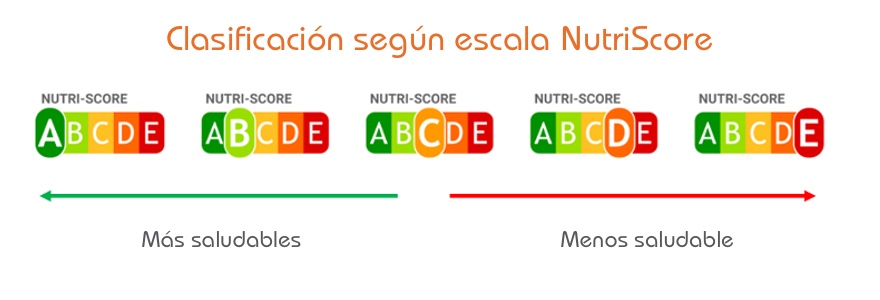 Clasificación según escala NutriScore
NUTRI-SCORE NUTRI-SCORE NUTRI-SCORE NUTRI-SCORE NUTRI-SCORE
ABCDE ABCDE ABCDE ABCDE ABCDE
Más saludables Menos saludable